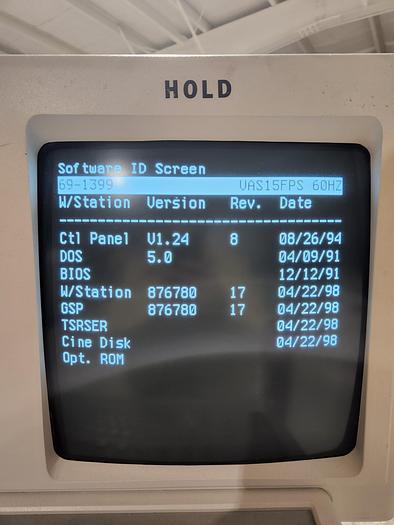 HOLD
Software ID Screen
69-1399 VAS15FPS 60HZ
W/Station Version Rev. Date
Ctl Panel V1.24 8 08/26/94
DOS 5.0 04/09/91
BIOS 12/12/91
W/Station 876780 17 04/22/98
GSP 876780 17 04/22/98
TSRSER 04/22/98
Cine Disk 04/22/98
Opt. ROM